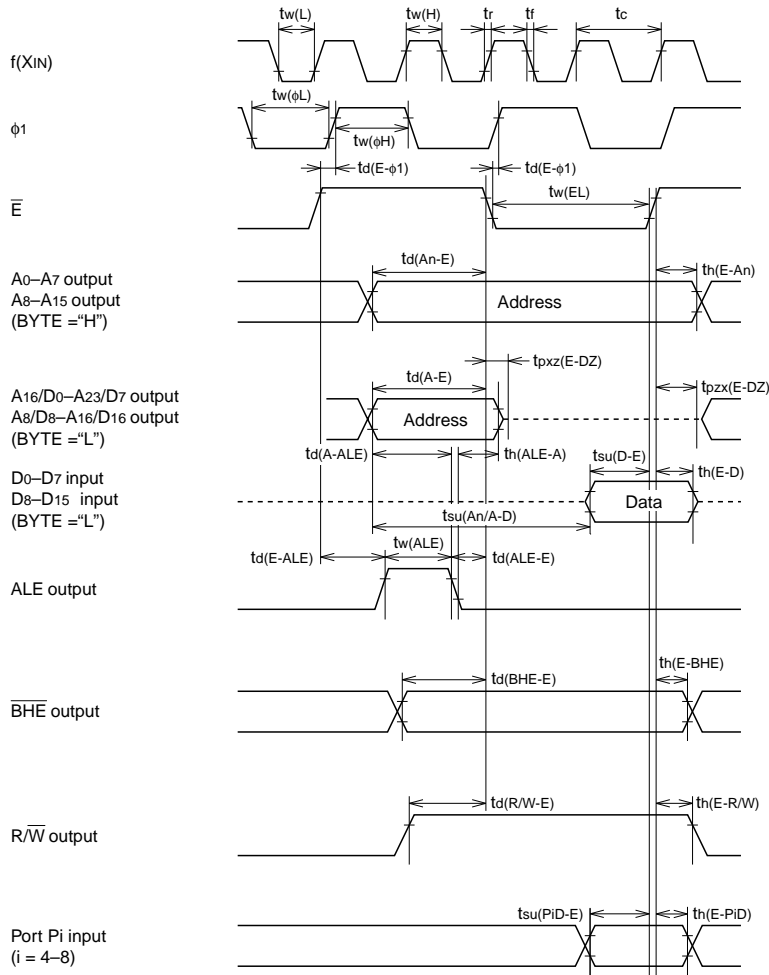 tw(L) tw(H) tr tf tc
f(XIN)
tw(ϕL)
ϕ1
tw(ϕH)
td(E-ϕ1) td(E-ϕ1)
tw(EL)
E
td(An-E) th(E-An)
A0–A7 output
A8–A15 output
(BYTE =“H”)
Address
tpxz(E-DZ)
td(A-E) tpzx(E-DZ)
A16/D0–A23/D7 output
A8/D8–A16/D16 output
(BYTE =“L”)
Address
td(A-ALE) th(ALE-A) tsu(D-E) th(E-D)
D0–D7 input
D8–D15 input
(BYTE =“L”)
Data
tsu(An/A-D)
tw(ALE)
td(E-ALE) td(ALE-E)
ALE output
th(E-BHE)
td(BHE-E)
BHE output
td(R/W-E) th(E-R/W)
R/W output
tsu(PiD-E) th(E-PiD)
Port Pi input
(i = 4–8)